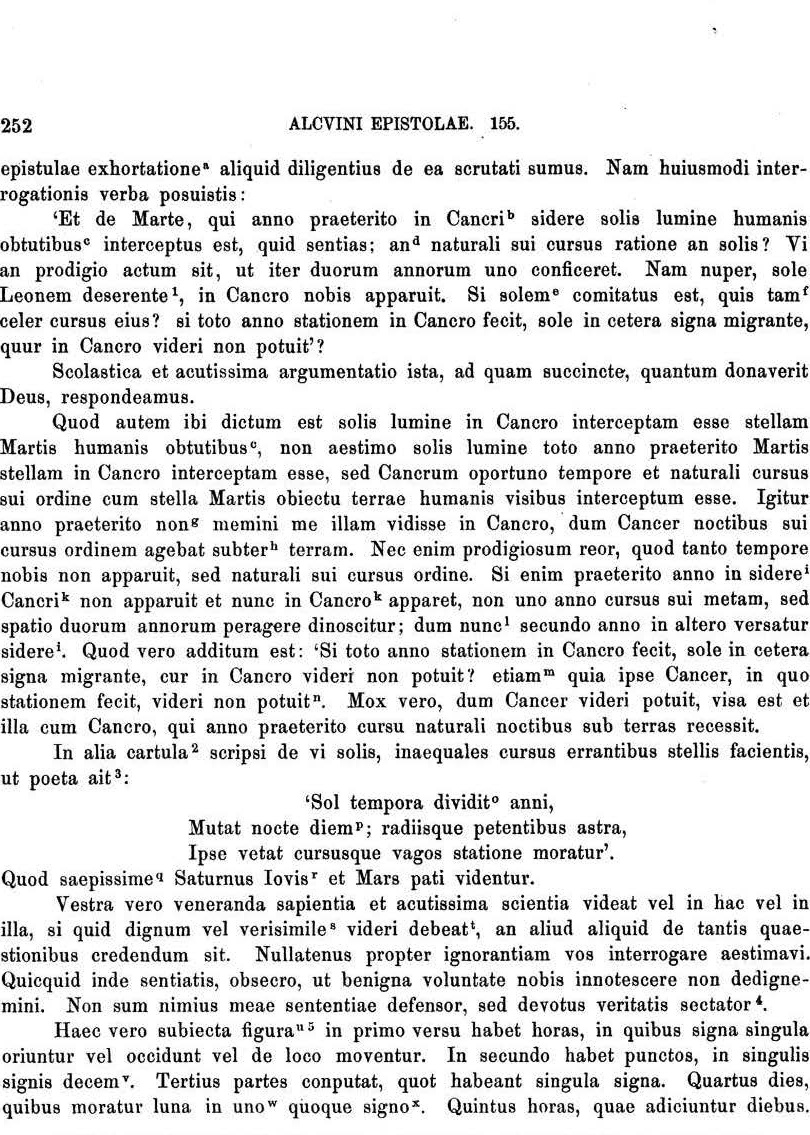 252 ALCVINI EPISTOLAE. 155.
epistulae exhortatione ᵃ aliquid diligentius de ea scrutati sumus. Nam huiusmodi inter-
rogationis verba posuistis:
‘Et de Marte, qui anno praeterito in Cancri ᵇ sidere solis lumine humanis
obtutibus ᶜ interceptus est, quid sentias; an ᵈ naturali sui cursus ratione an solis? Vi
an prodigio actum sit, ut iter duorum annorum uno conficeret. Nam nuper, sole
Leonem deserente ¹, in Cancro nobis apparuit. Si solem ᵉ comitatus est, quis tam ᶠ
celer cursus eius? si toto anno stationem in Cancro fecit, sole in cetera signa migrante,
quur in Cancro videri non potuit’?
Scolastica et acutissima argumentatio ista, ad quam succincte, quantum donaverit
Deus, respondeamus.
Quod autem ibi dictum est solis lumine in Cancro interceptam esse stellam
Martis humanis obtutibus ᶜ, non aestimo solis lumine toto anno praeterito Martis
stellam in Cancro interceptam esse, sed Cancrum oportuno tempore et naturali cursus
sui ordine cum stella Martis obiectu terrae humanis visibus interceptum esse. Igitur
anno praeterito non ᵍ memini me illam vidisse in Cancro, dum Cancer noctibus sui
cursus ordinem agebat subter ʰ terram. Nec enim prodigiosum reor, quod tanto tempore
nobis non apparuit, sed naturali sui cursus ordine. Si enim praeterito anno in sidere ⁱ
Cancri ᵏ non apparuit et nunc in Cancro ᵏ apparet, non uno anno cursus sui metam, sed
spatio duorum annorum peragere dinoscitur; dum nunc ˡ secundo anno in altero versatur
sidere ⁱ. Quod vero additum est: ‘Si toto anno stationem in Cancro fecit, sole in cetera
signa migrante, cur in Cancro videri non potuit? etiam ᵐ quia ipse Cancer, in quo
stationem fecit, videri non potuit ⁿ. Mox vero, dum Cancer videri potuit, visa est et
illa cum Cancro, qui anno praeterito cursu naturali noctibus sub terras recessit.
In alia cartula ² scripsi de vi solis, inaequales cursus errantibus stellis facientis,
ut poeta ait ³:
‘Sol tempora dividit ᵒ anni,
Mutat nocte diem ᵖ; radiisque petentibus astra,
Ipse vetat cursusque vagos statione moratur’.
Quod saepissime q Saturnus Iovis ʳ et Mars pati videntur.
Vestra vero veneranda sapientia et acutissima scientia videat vel in hac vel in
illa, si quid dignum vel verisimile ˢ videri debeat ᵗ, an aliud aliquid de tantis quae-
stionibus credendum sit. Nullatenus propter ignorantiam vos interrogare aestimavi.
Quicquid inde sentiatis, obsecro, ut benigna voluntate nobis innotescere non dedigne-
mini. Non sum nimius meae sententiae defensor, sed devotus veritatis sectator ⁴.
Haec vero subiecta figura ᵘ ⁵ in primo versu habet horas, in quibus signa singula
oriuntur vel occidunt vel de loco moventur. In secundo habet punctos, in singulis
signis decem ᵛ. Tertius partes conputat, quot habeant singula signa. Quartus dies,
quibus moratur luna in uno ʷ quoque signo ˣ. Quintus horas, quae adiciuntur diebus.